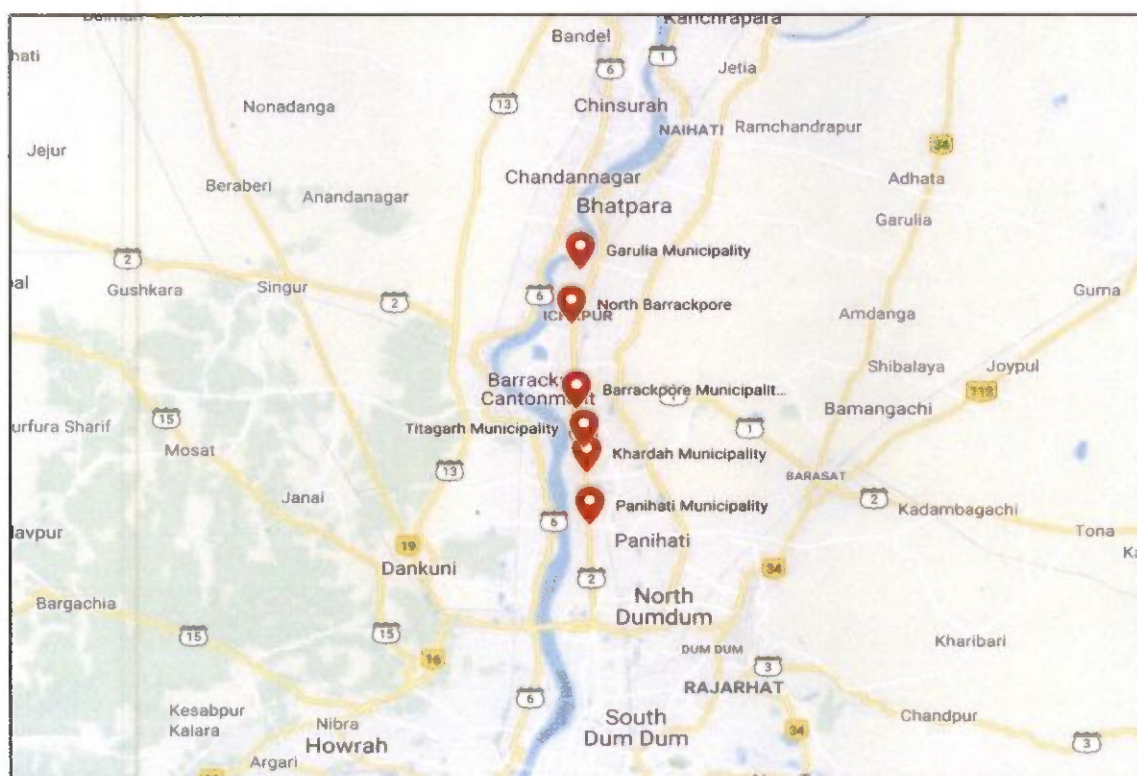 Kanchrapara
Bandel
hati
1
6
Jetia
13
Nonadanga
Chinsurah
NAIHATI
Ramchandrapur
34
Jejur
Chandannagar
Adhata
Beraberi
Anandanagar
Bhatpara
Garulia
Garulia Municipality
2
Gushkara
Singur
2
6
North Barrackpore
Guma
Amdanga
Shibalaya
Joypul
Cantonment
Barrackpore Municipalit...
Bamangachi
15
Titagarh Municipality
1
urfura Sharif
Mosat
13
Khardah Municipality
BARASAT
Janai
2
Kadambagachi
Panihati Municipality
6
lavpur
19
Panihati
Tona
Ka
Dankuni
34
2
Bargachia
North
Dumdum
15
15
Kharibari
DUM DUM
16
3
RAJARHAT
6
Kesabpur
Kalara
Nibra
South
Dum Dum
Chandpur
34
3
Howrah
Argari